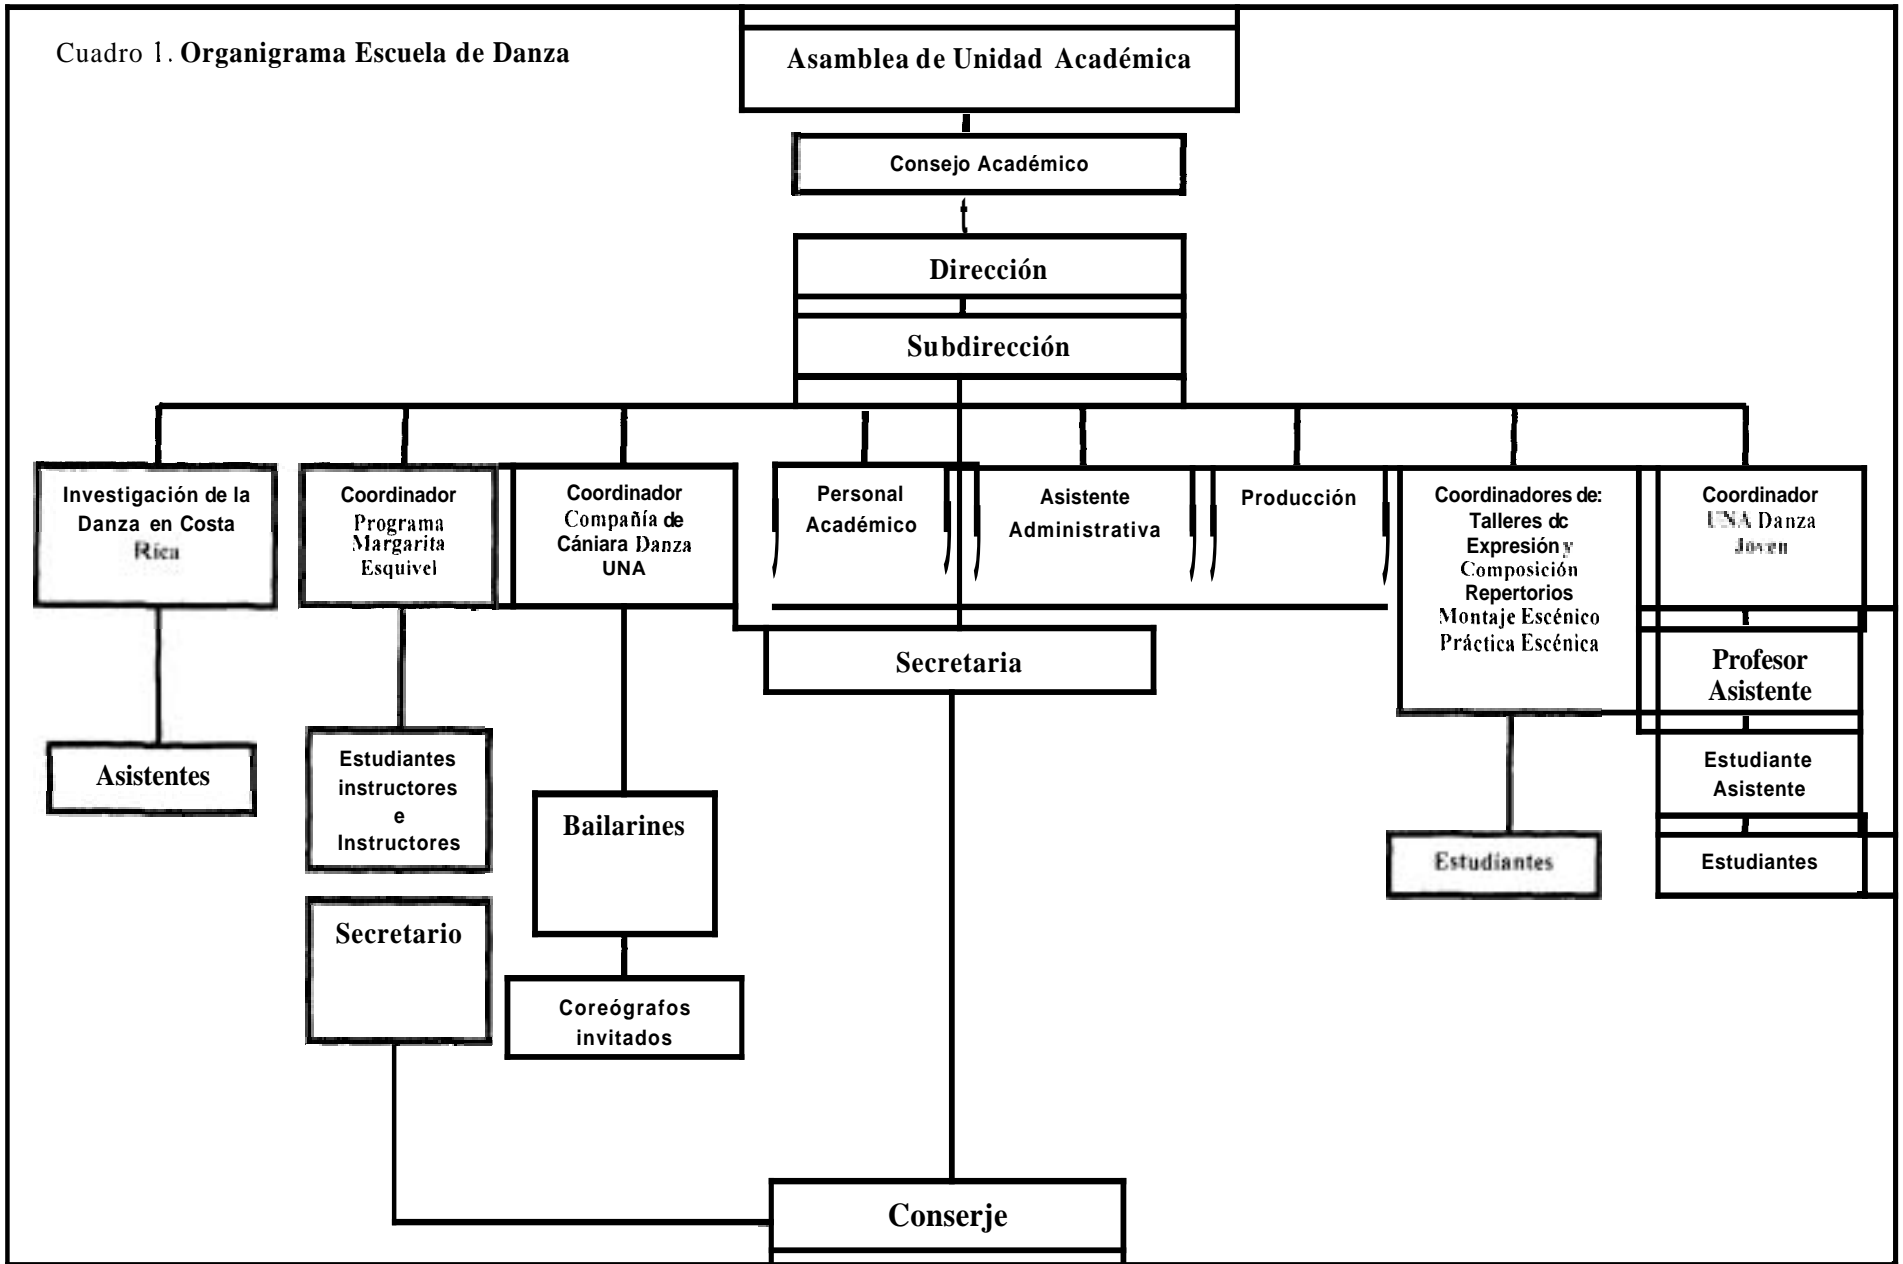 Cuadro 1. Organigrama Escuela de Danza
Asamblea de Unidad Académica
Consejo Académico
Dirección
Subdirección
Investigación de la
Danza en Costa
Rica
Coordinador
Programa
Margarita
Esquivel
Coordinador
Compañía de
Cániara Danza
UNA
Personal
Académico
Asistente
Administrativa
Producción
Coordinadores de:
Talleres dc
Expresión y
Composición
Repertorios
Montaje Escénico
Práctica Escénica
Coordinador
UNA Danza
Joven
Secretaria
Profesor
Asistente
Asistentes
Estudiantes
instructores
e
Instructores
Bailarines
Estudiante
Asistente
Estudiantes
Estudiantes
Secretario
Coreógrafos
invitados
Conserje